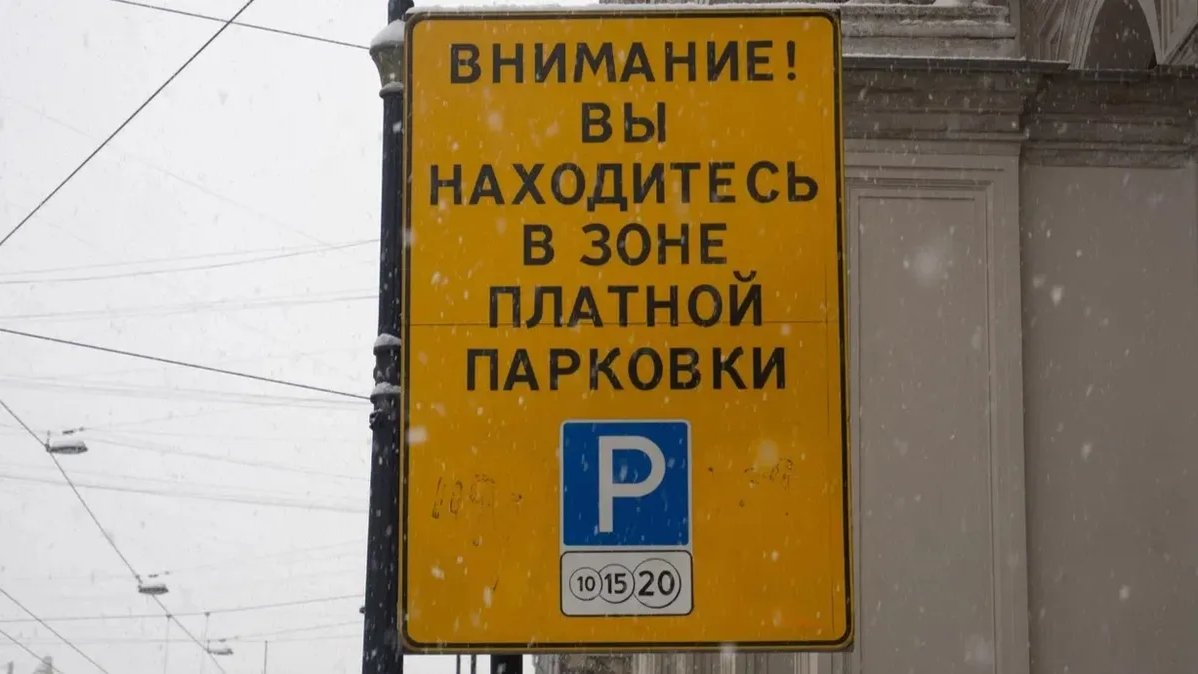 ВНИМАНИЕ!
ВЫ
НАХОДИТЕСЬ
В ЗОНЕ
ПЛАТНОЙ
ПАРКОВКИ
P
10 15 20